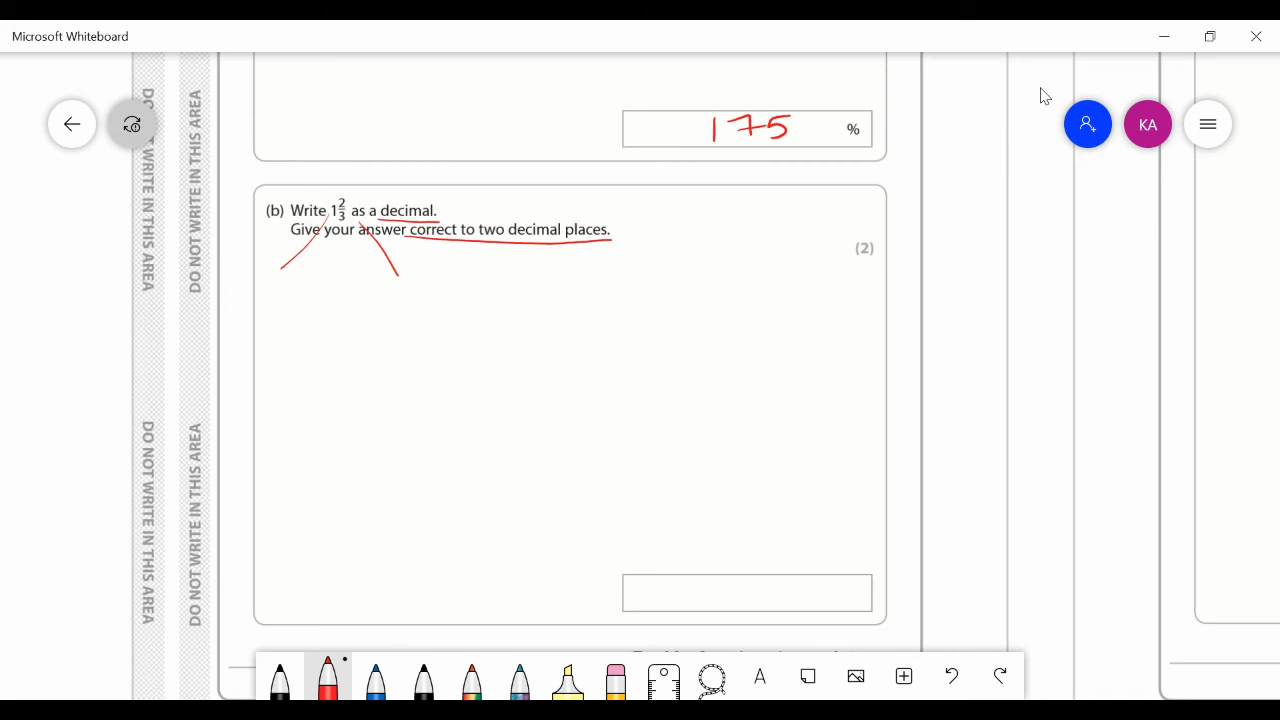 Microsoft Whiteboard
DO NOT WRITE IN THIS AREA
DO NOT WRITE IN THIS AREA
KA
175 %
(b) Write 1 2/3 as a decimal.
Give your answer correct to two decimal places.
(2)
DO NOT WRITE IN THIS AREA
DO NOT WRITE IN THIS AREA
A